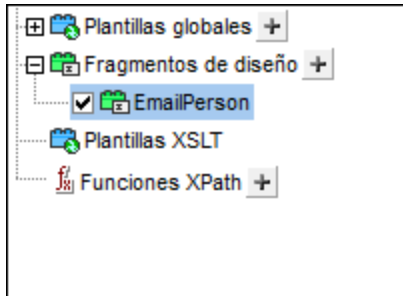 Plantillas globales
Fragmentos de diseño
EmailPerson
Plantillas XSLT
Funciones XPath